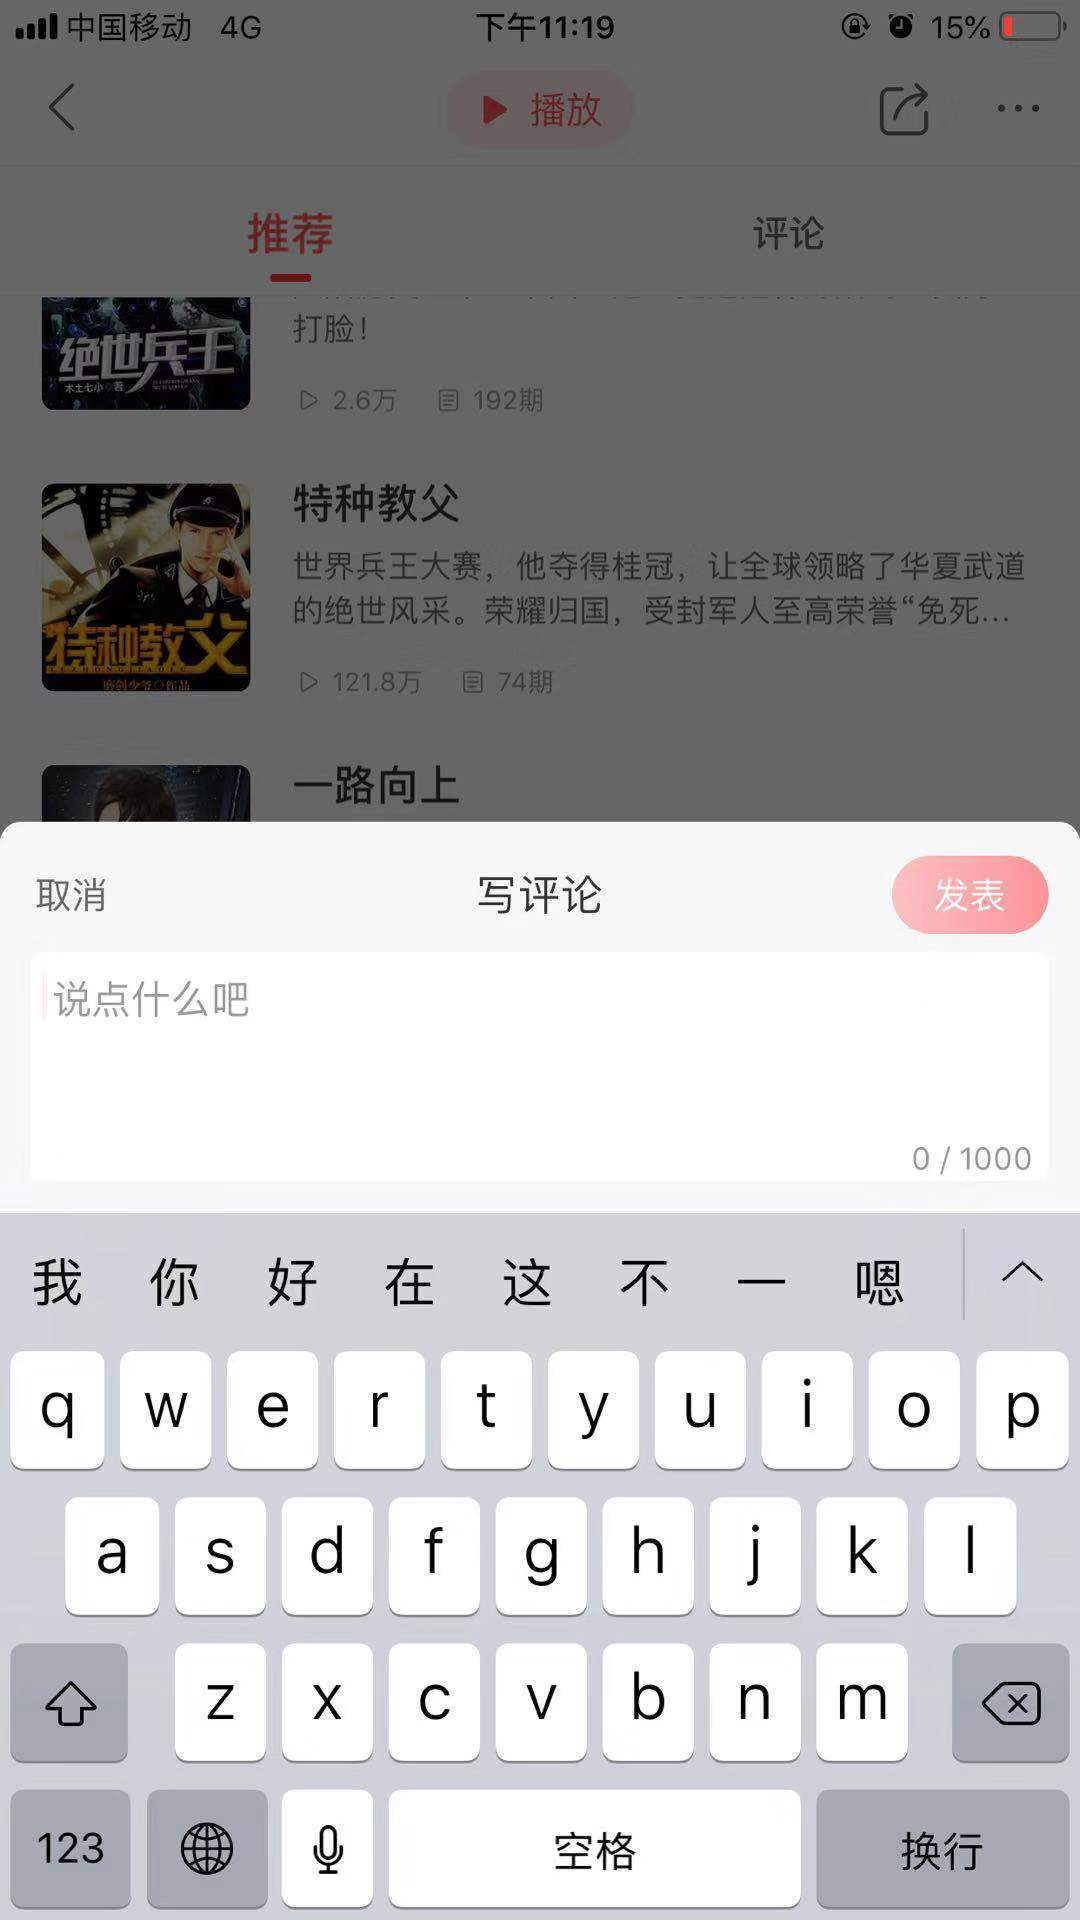 中国移动 4G 下午11:19 15%
播放
推荐 评论
绝世兵王
木土七小◎著
打脸！
2.6万 192期
特种教父
世界兵王大赛，他夺得桂冠，让全球领略了华夏武道
的绝世风采。荣耀归国，受封军人至高荣誉“免死...
特种教父
磨剑少爷◎作品
121.8万 74期
一路向上
取消 写评论 发表
说点什么吧
0 / 1000
我 你 好 在 这 不 一 嗯
q w e r t y u i o p
a s d f g h j k l
z x c v b n m
123 空格 换行